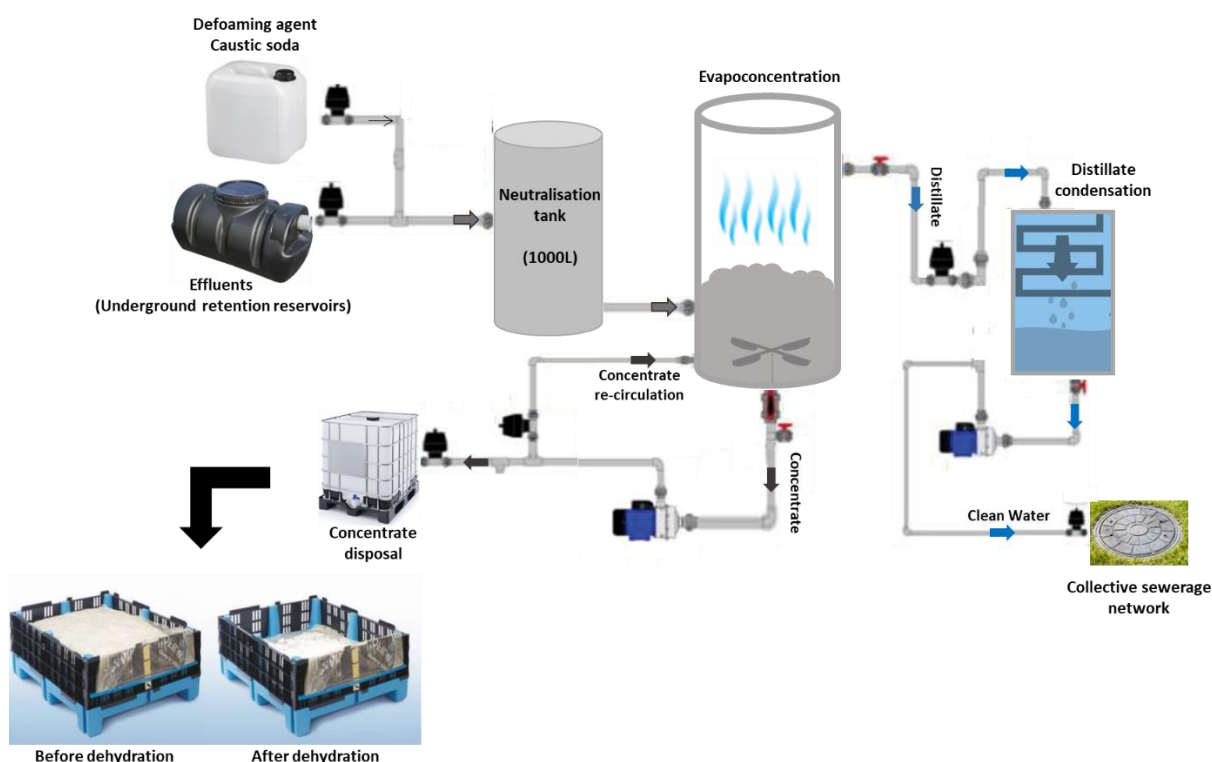 Defoaming agent
Caustic soda
Evapoconcentration
Neutralisation
tank
(1000L)
Distillate
Distillate
condensation
Effluents
(Underground retention reservoirs)
Concentrate
re-circulation
Concentrate
Concentrate
disposal
Clean Water
Collective sewerage
network
Before dehydration
After dehydration